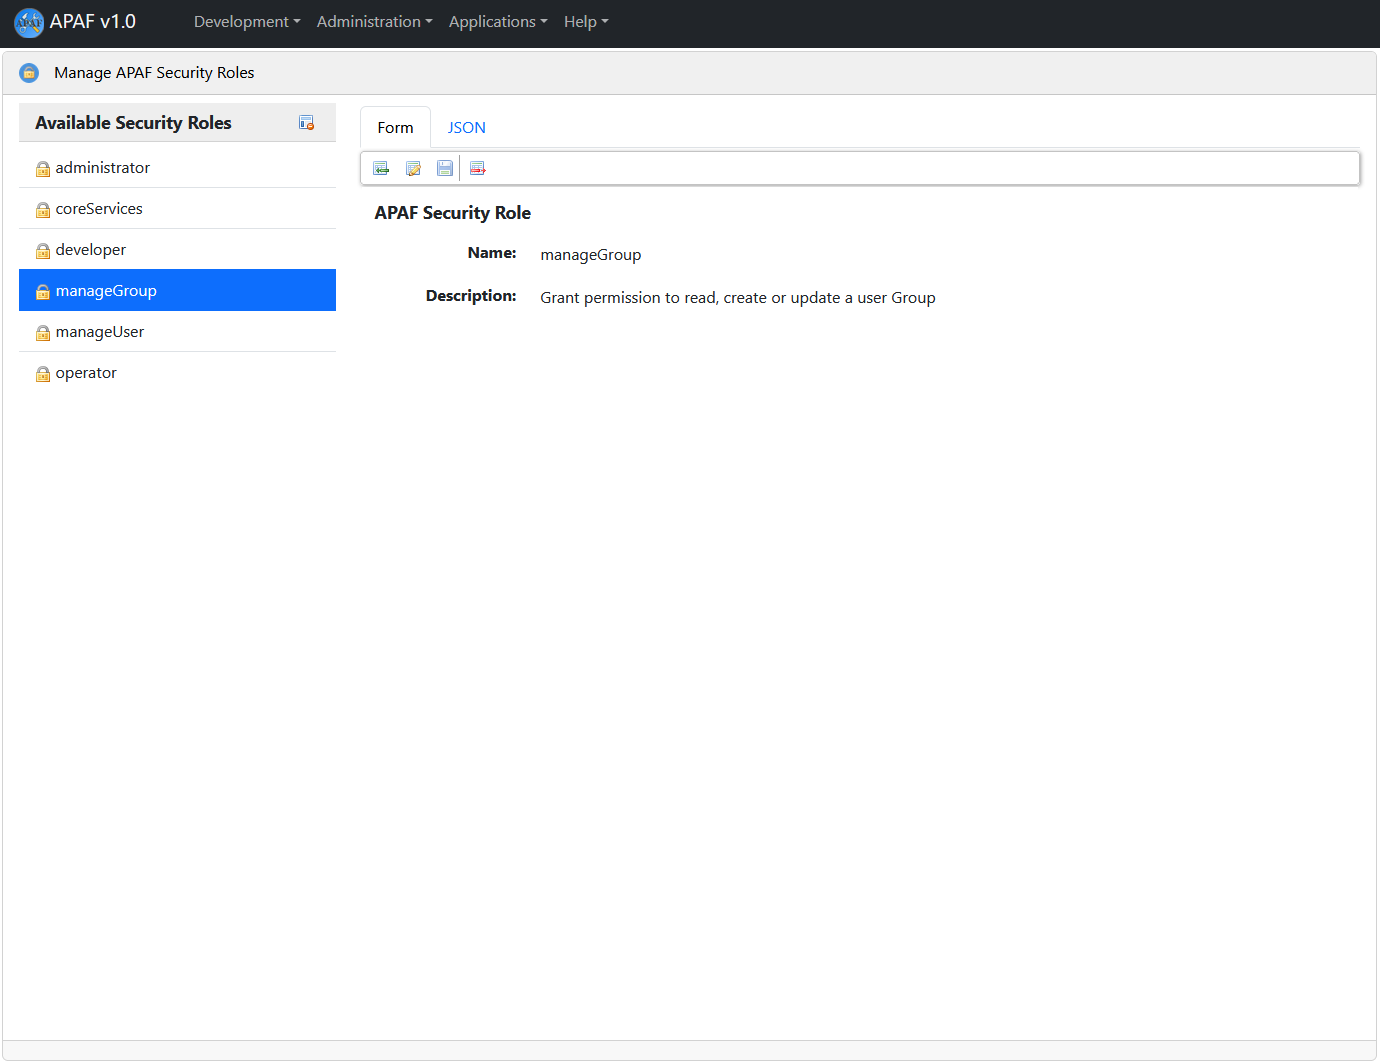 APAF v1.0 Development Administration Applications Help
Manage APAF Security Roles
Available Security Roles
administrator
coreServices
developer
manageGroup
manageUser
operator
Form JSON
APAF Security Role
Name: manageGroup
Description: Grant permission to read, create or update a user Group